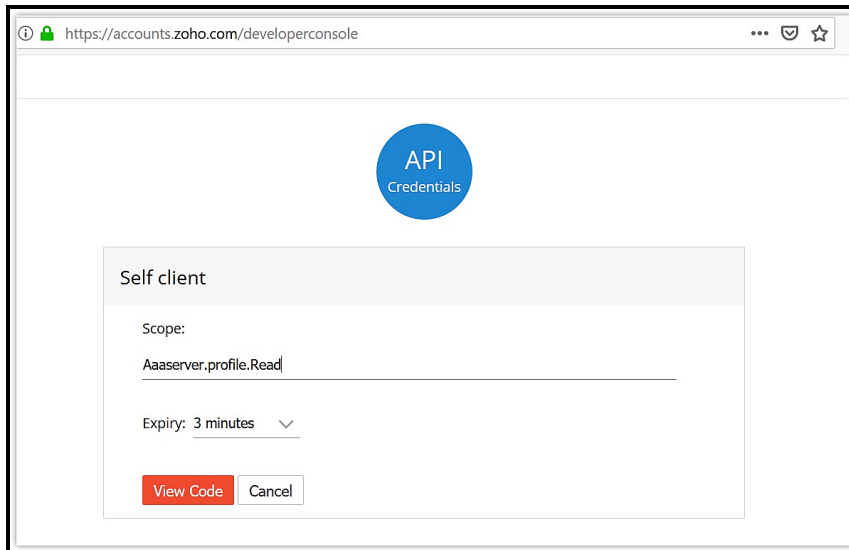 https://accounts.zoho.com/developerconsole
API
Credentials
Self client
Scope:
Aaaserver.profile.Read
Expiry: 3 minutes
View Code Cancel